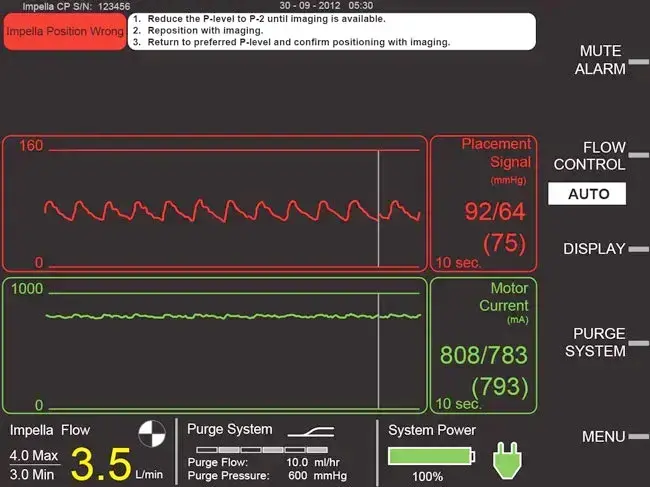 Impella CP S/N: 123456
30 - 09 - 2012 05:30
Impella Position Wrong
1. Reduce the P-level to P-2 until imaging is available.
2. Reposition with imaging.
3. Return to preferred P-level and confirm positioning with imaging.
MUTE
ALARM
FLOW
CONTROL
AUTO
DISPLAY
PURGE
SYSTEM
MENU
160
0
Placement
Signal
(mmHg)
92/64
(75)
10 sec.
1000
0
Motor
Current
(mA)
808/783
(793)
10 sec.
Impella Flow
4.0 Max
3.0 Min
3.5 L/min
Purge System
Purge Flow: 10.0 ml/hr
Purge Pressure: 600 mmHg
System Power
100%